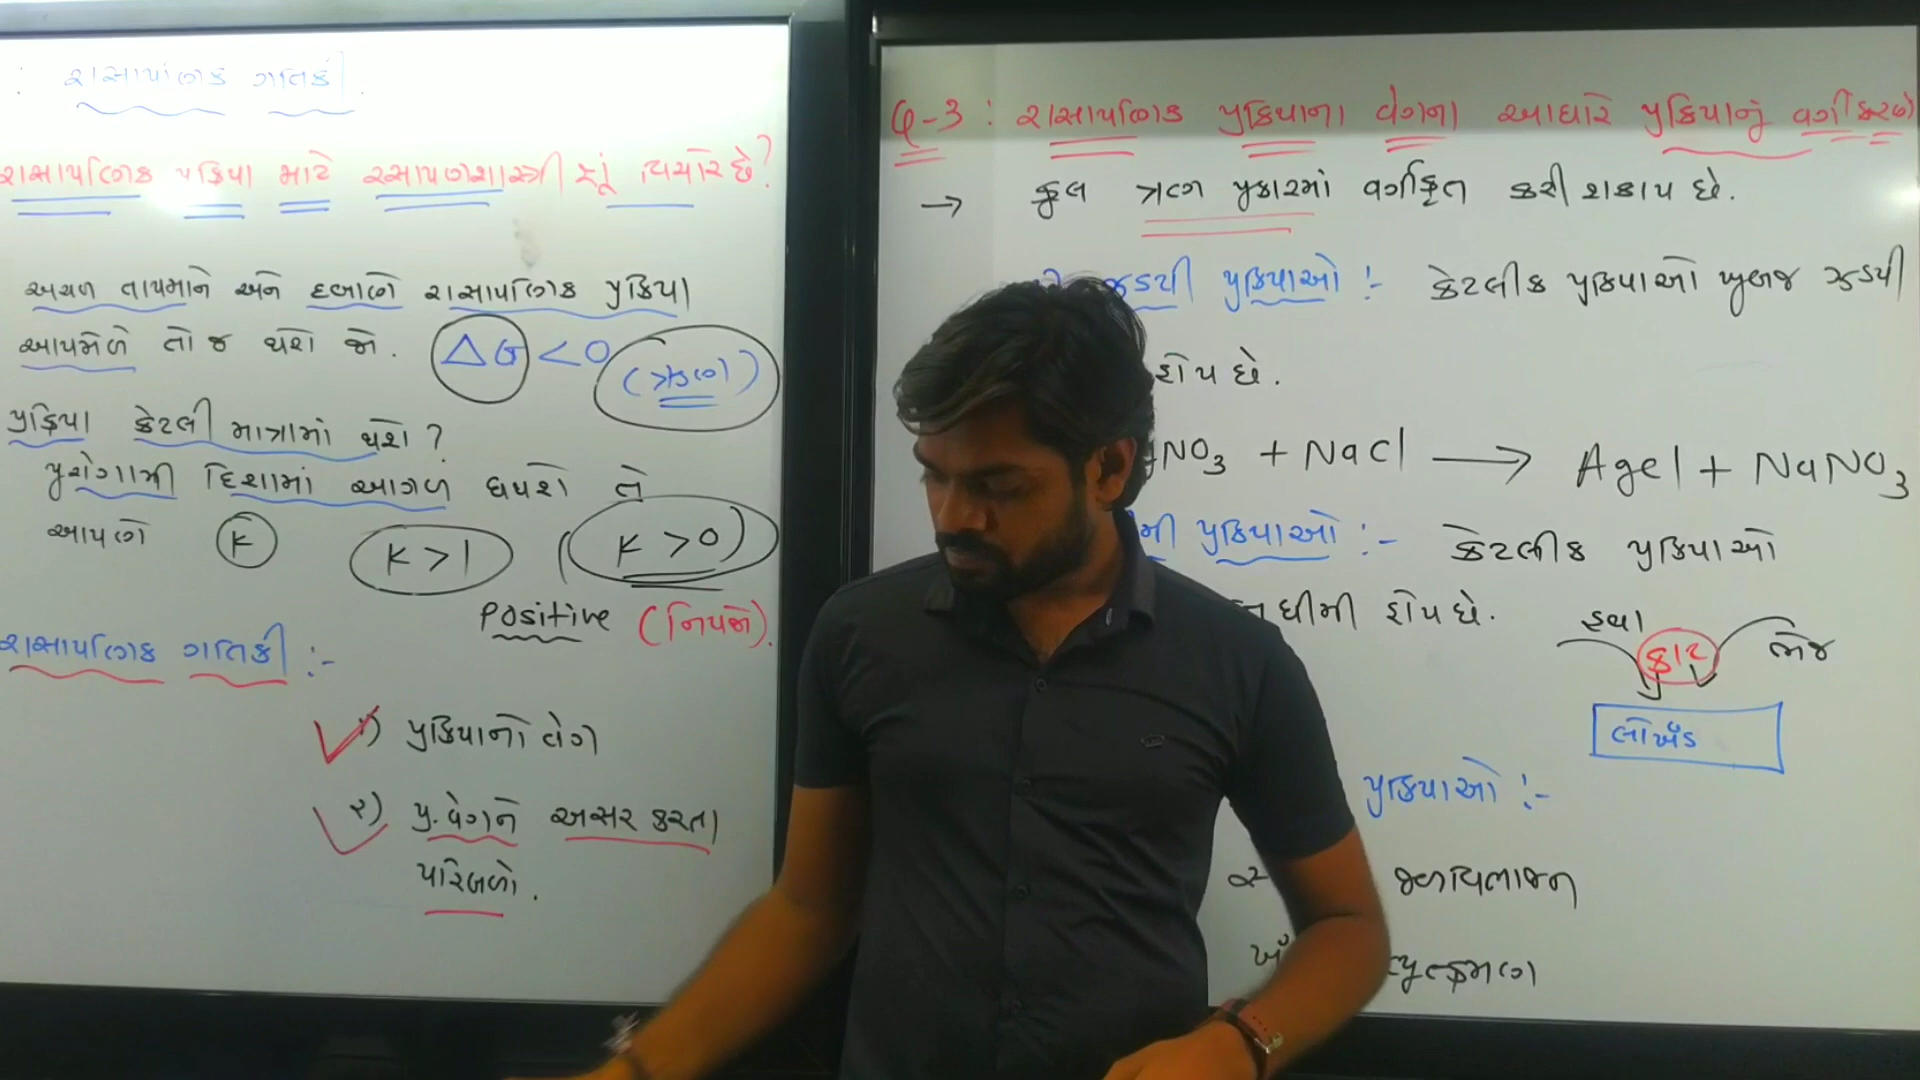 : રાસાયણિક ગતિકી.
રાસાયણિક પ્રક્રિયા માટે રસાયણશાસ્ત્રી શું વિચારે છે?
અચળ તાપમાને અને દબાણે રાસાયણિક પ્રક્રિયા
આપમેળે તો જ થશે જો. ΔG < 0 (ઋણ)
પ્રક્રિયા કેટલી માત્રામાં થશે?
પુરોગામી દિશામાં આગળ ધપશે તે
આપણે K K > 1 (K > 0)
Positive (નિપજો).
રાસાયણિક ગતિકી :-
૧) પ્રક્રિયાનો વેગ
૨) પ્ર. વેગને અસર કરતા
પરિબળો.
Q-3 : રાસાયણિક પ્રક્રિયાના વેગના આધારે પ્રક્રિયાનું વર્ગીકરણ
→ કુલ ત્રણ પ્રકારમાં વર્ગીકૃત કરી શકાય છે.
ઝડપી પ્રક્રિયાઓ :- કેટલીક પ્રક્રિયાઓ ખુબજ ઝડપી
હોય છે.
NO3 + NaCl → Agcl + NaNO3
મી પ્રક્રિયાઓ :- કેટલીક પ્રક્રિયાઓ
જ ધીમી હોય છે.
હવા કાટ ભેજ
લોખંડ
પ્રક્રિયાઓ :-
જળવિભાજન
વ્યુત્ક્રમણ